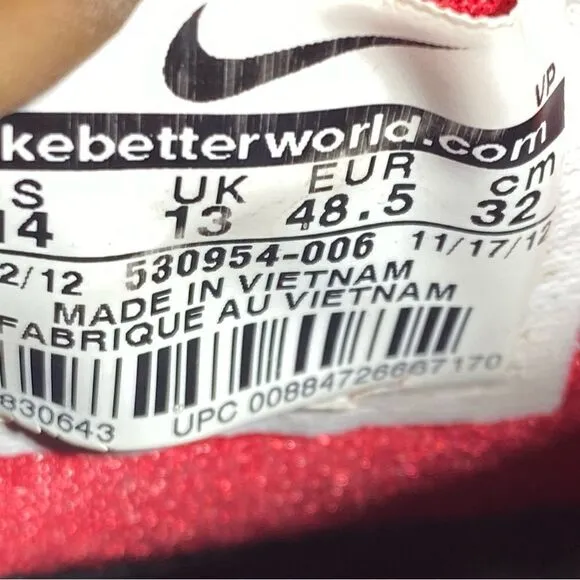 VP
kebetterworld.com
S UK EUR cm
14 13 48.5 32
2/12 530954-006 11/17/12
MADE IN VIETNAM
FABRIQUE AU VIETNAM
830643 UPC 00884726667170